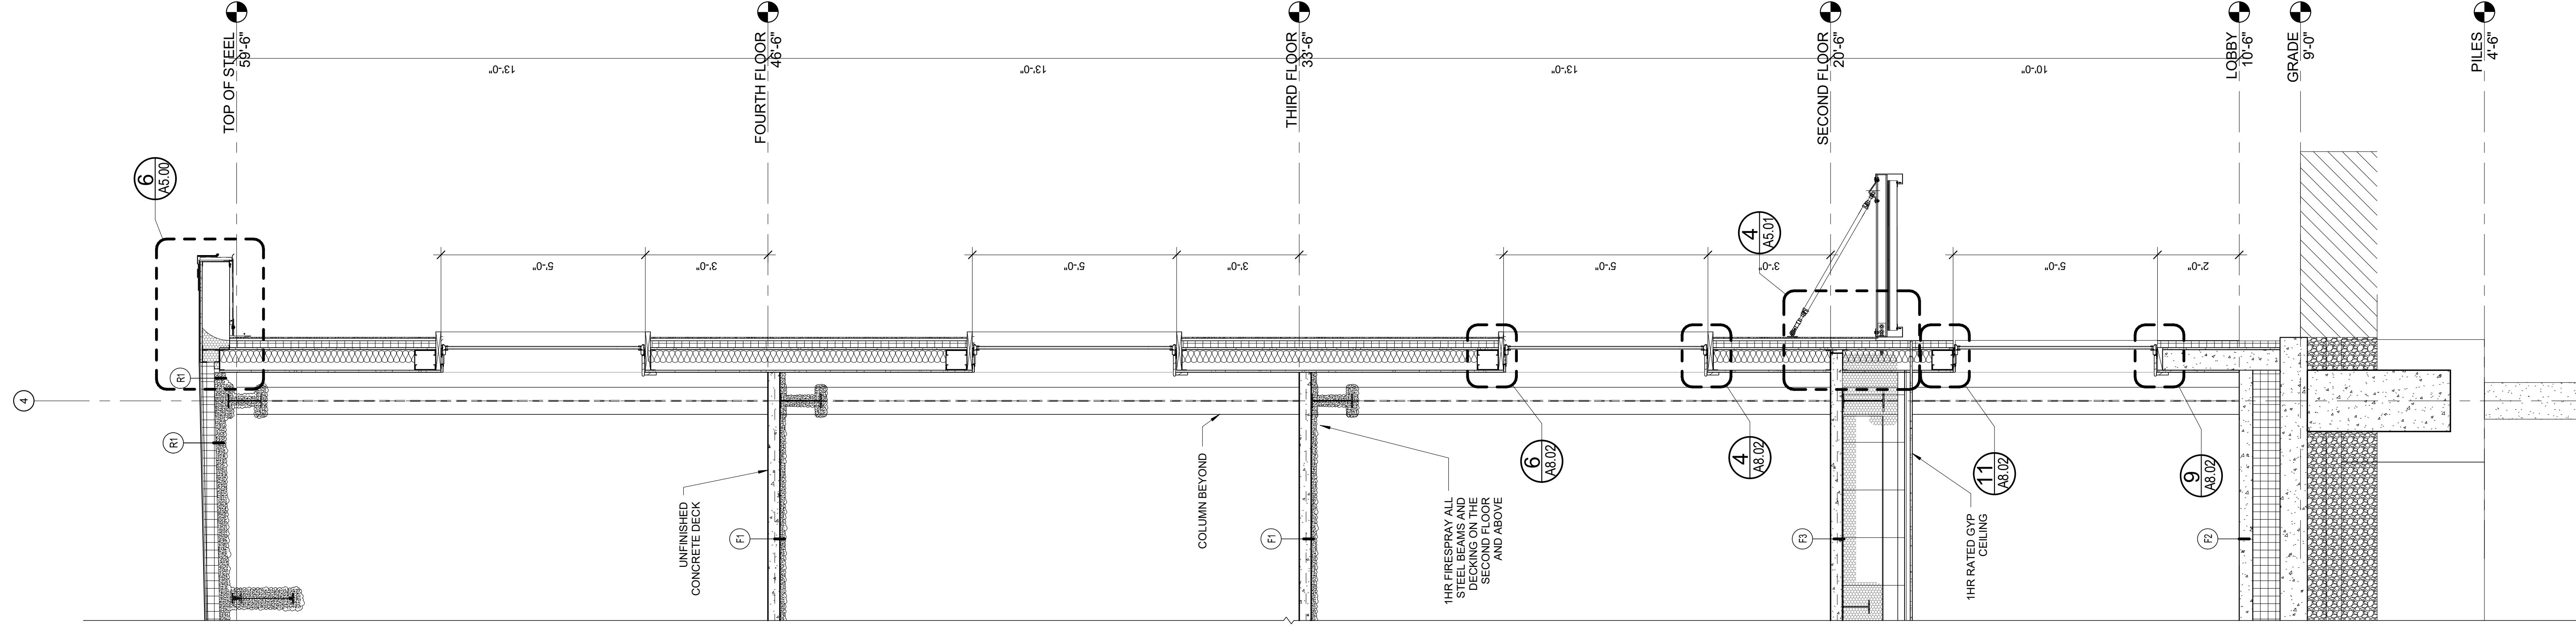 TOP OF STEEL
59'-6"
FOURTH FLOOR
46'-6"
THIRD FLOOR
33'-6"
SECOND FLOOR
20'-6"
LOBBY
10'-6"
GRADE
9'-0"
PILES
4'-6"
13'-0"
13'-0"
13'-0"
10'-0"
6
A5.00
4
A5.01
5'-0"
3'-0"
5'-0"
3'-0"
5'-0"
3'-0"
5'-0"
2'-0"
R1
4
R1
UNFINISHED
CONCRETE DECK
COLUMN BEYOND
1HR FIRESPRAY ALL
STEEL BEAMS AND
DECKING ON THE
SECOND FLOOR
AND ABOVE
6
A8.02
4
A8.02
11
A8.02
9
A8.02
1HR RATED GYP
CEILING
F1
F1
F3
F2